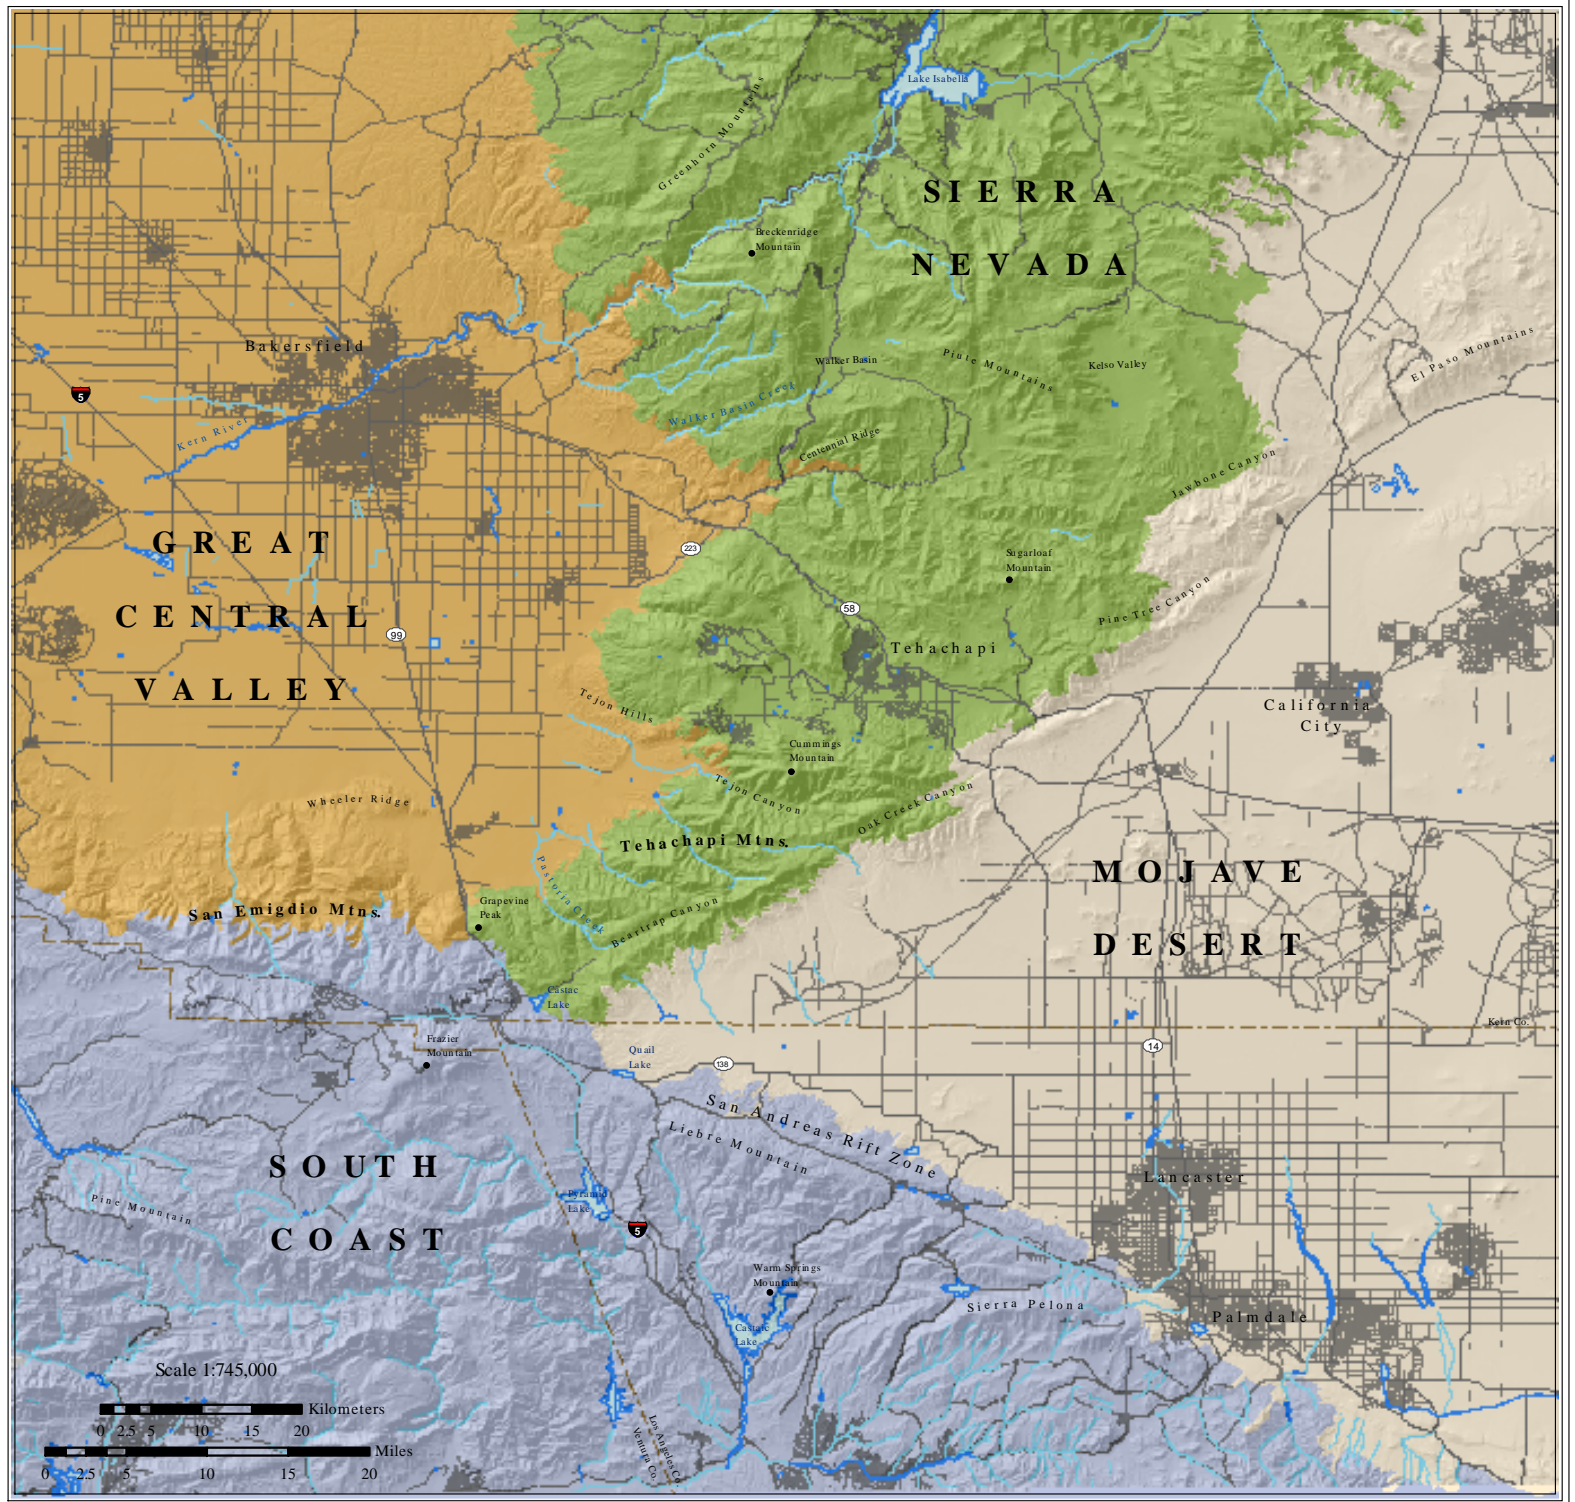 Lake Isabella
Greenhorn Mountains
SIERRA
NEVADA
Breckenridge
Mountain
Bakersfield
El Paso Mountains
Walker Basin
Piute Mountains
Kelso Valley
5
Walker Basin Creek
Kern River
Centennial Ridge
Jawbone Canyon
GREAT
CENTRAL
VALLEY
223
Sugarloaf
Mountain
Pine Tree Canyon
58
99
Tehachapi
Tejon Hills
California
City
Cummings
Mountain
Tejon Canyon
Oak Creek Canyon
Wheeler Ridge
Tehachapi Mtns.
MOJAVE
DESERT
Pastoria Creek
Grapevine
Peak
San Emigdio Mtns.
Beartrap Canyon
Castac
Lake
Kern Co.
Frazier
Mountain
Quail
Lake
138
14
San Andreas Rift Zone
Liebre Mountain
SOUTH
COAST
Lancaster
Pine Mountain
Pyramid
Lake
5
Warm Springs
Mountain
Sierra Pelona
Palmdale
Castaic
Lake
Scale 1:745,000
Kilometers
0 2.5 5 10 15 20
Miles
0 2.5 5 10 15 20
Los Angeles Co.
Ventura Co.